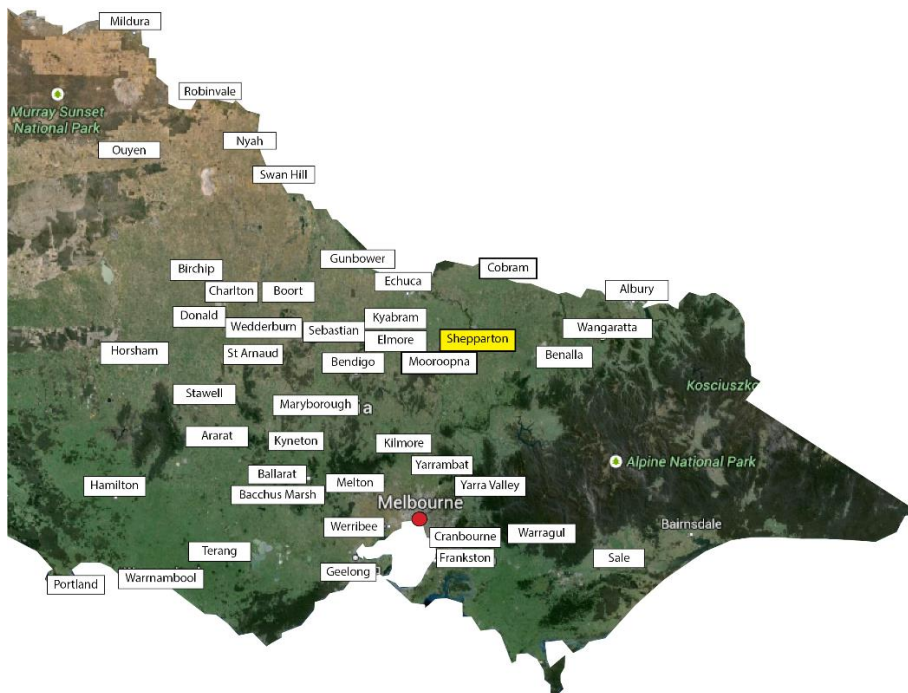 Mildura
Robinvale
Murray Sunset
National Park
Nyah
Ouyen
Swan Hill
Gunbower
Birchip
Cobram
Echuca
Charlton
Boort
Albury
Donald
Kyabram
Wedderburn
Sebastian
Wangaratta
Elmore
Shepparton
Horsham
St Arnaud
Bendigo
Mooroopna
Benalla
Kosciuszko
Stawell
Maryborough
a
Ararat
Kyneton
Kilmore
Yarrambat
Alpine National Park
Ballarat
Hamilton
Melton
Yarra Valley
Bacchus Marsh
Melbourne
Werribee
Bairnsdale
Warragul
Cranbourne
Terang
Frankston
Sale
Geelong
Portland
Warrnambool